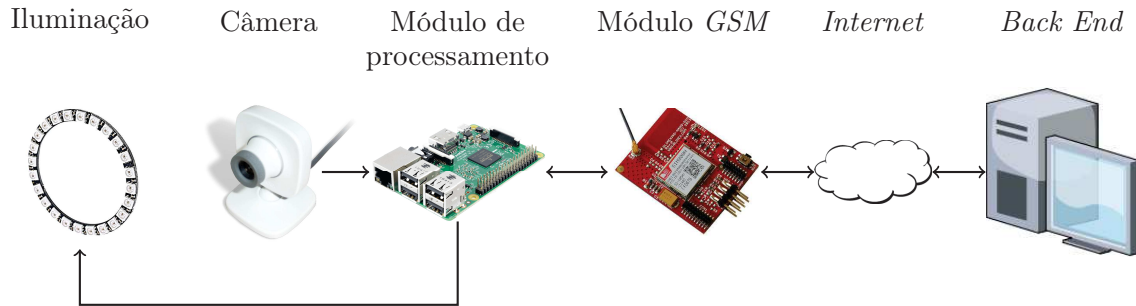 Iluminação
Câmera
Módulo de
processamento
Módulo GSM
Internet
Back End